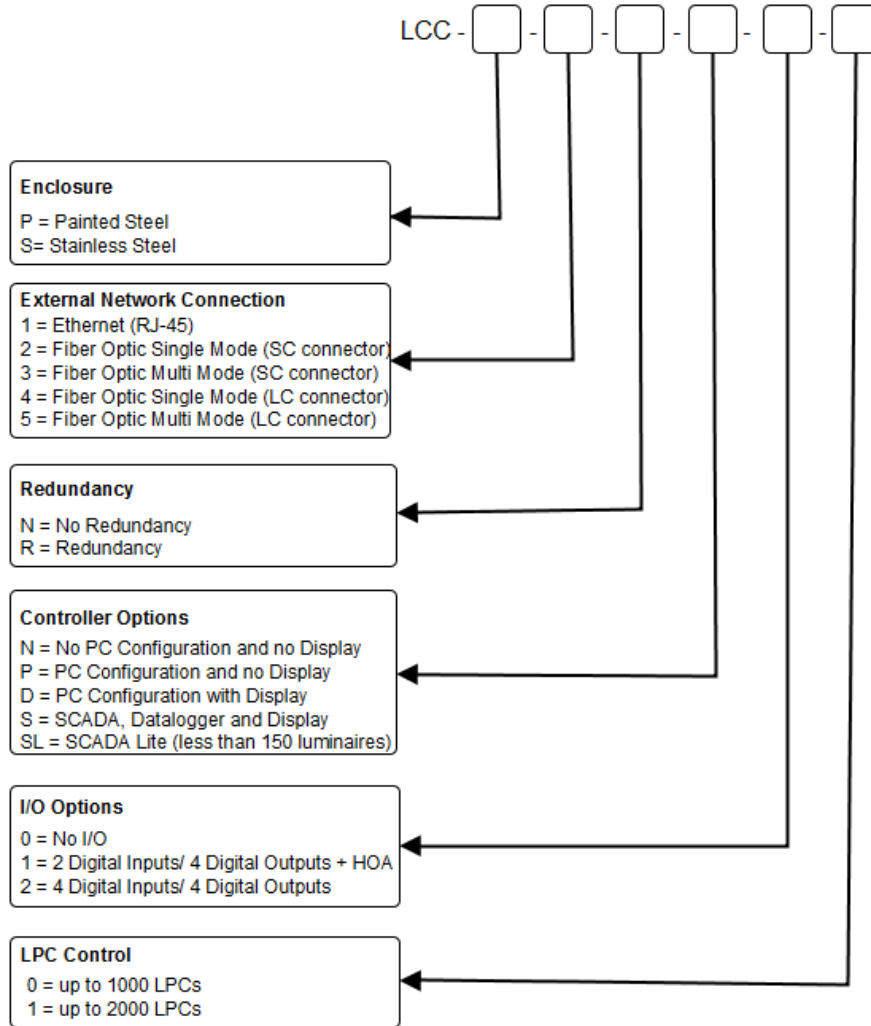 LCC - - - - - -
Enclosure
P = Painted Steel
S= Stainless Steel
External Network Connection
1 = Ethernet (RJ-45)
2 = Fiber Optic Single Mode (SC connector)
3 = Fiber Optic Multi Mode (SC connector)
4 = Fiber Optic Single Mode (LC connector)
5 = Fiber Optic Multi Mode (LC connector)
Redundancy
N = No Redundancy
R = Redundancy
Controller Options
N = No PC Configuration and no Display
P = PC Configuration and no Display
D = PC Configuration with Display
S = SCADA, Datalogger and Display
SL = SCADA Lite (less than 150 luminaires)
I/O Options
0 = No I/O
1 = 2 Digital Inputs/ 4 Digital Outputs + HOA
2 = 4 Digital Inputs/ 4 Digital Outputs
LPC Control
0 = up to 1000 LPCs
1 = up to 2000 LPCs